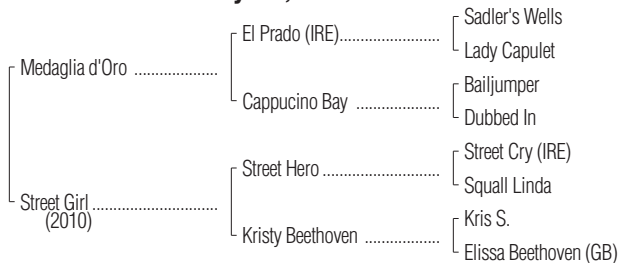 Sadler's Wells
El Prado (IRE)....................
Lady Capulet
Medaglia d'Oro ....................
Bailjumper
Cappucino Bay ....................
Dubbed In
Street Cry (IRE)
Street Hero ............................
Squall Linda
Street Girl ..............................
(2010)
Kris S.
Kristy Beethoven ..................
Elissa Beethoven (GB)